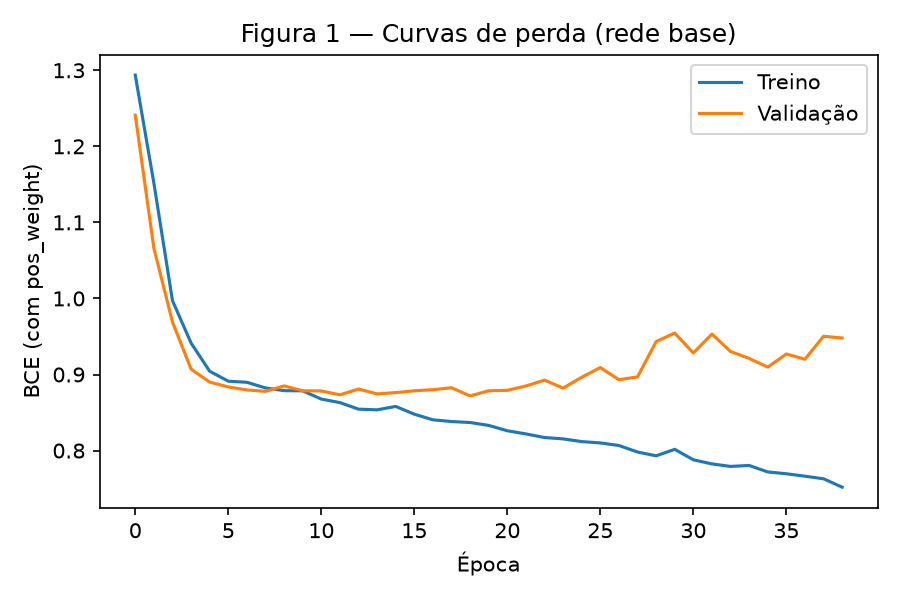 Figura 1 — Curvas de perda (rede base)
Treino
Validação
BCE (com pos_weight)
1.3
1.2
1.1
1.0
0.9
0.8
0 5 10 15 20 25 30 35
Época